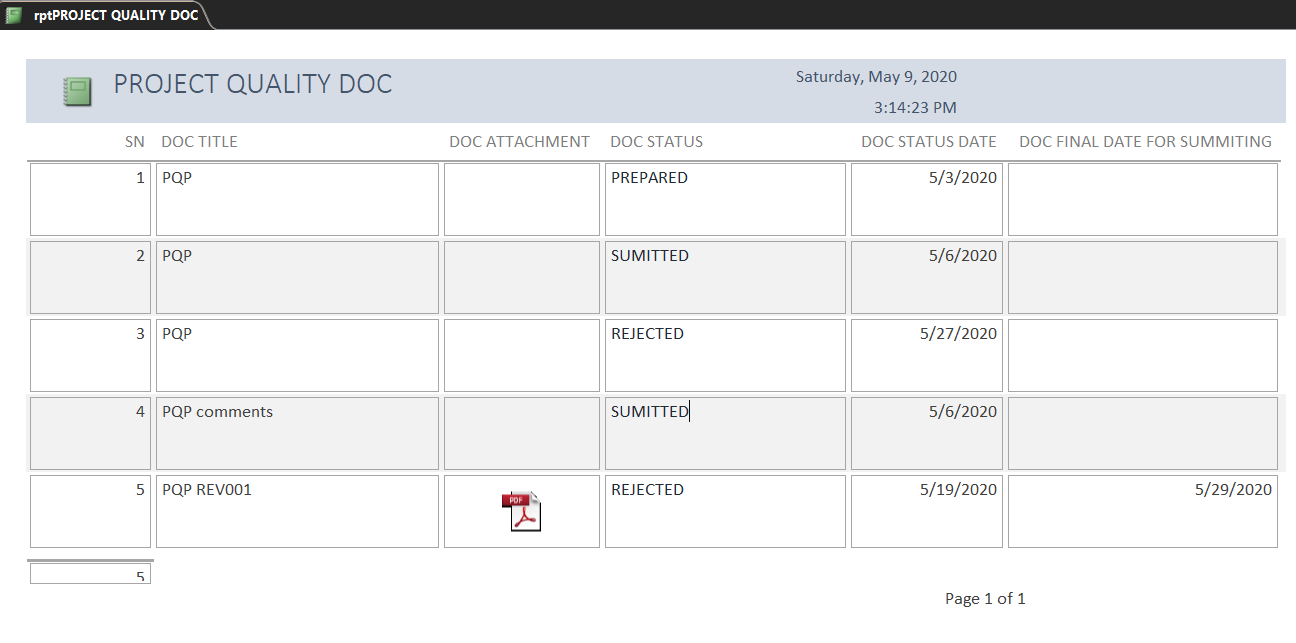 rptPROJECT QUALITY DOC
PROJECT QUALITY DOC
Saturday, May 9, 2020
3:14:23 PM
SN DOC TITLE DOC ATTACHMENT DOC STATUS DOC STATUS DATE DOC FINAL DATE FOR SUMMITING
1 PQP PREPARED 5/3/2020
2 PQP SUMITTED 5/6/2020
3 PQP REJECTED 5/27/2020
4 PQP comments SUMITTED 5/6/2020
5 PQP REV001 PDF REJECTED 5/19/2020 5/29/2020
5
Page 1 of 1